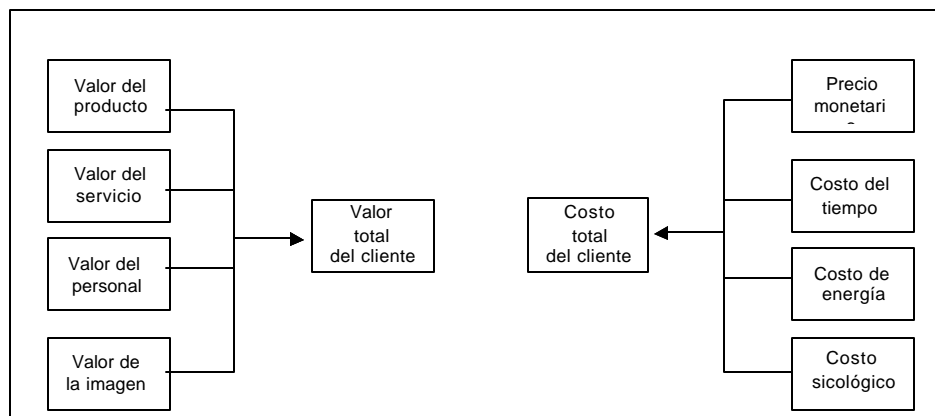 Valor del
producto
Valor del
servicio
Valor del
personal
Valor de
la imagen
Valor
total
del cliente
Costo
total
del cliente
Precio
monetari
Costo del
tiempo
Costo de
energía
Costo
sicológico